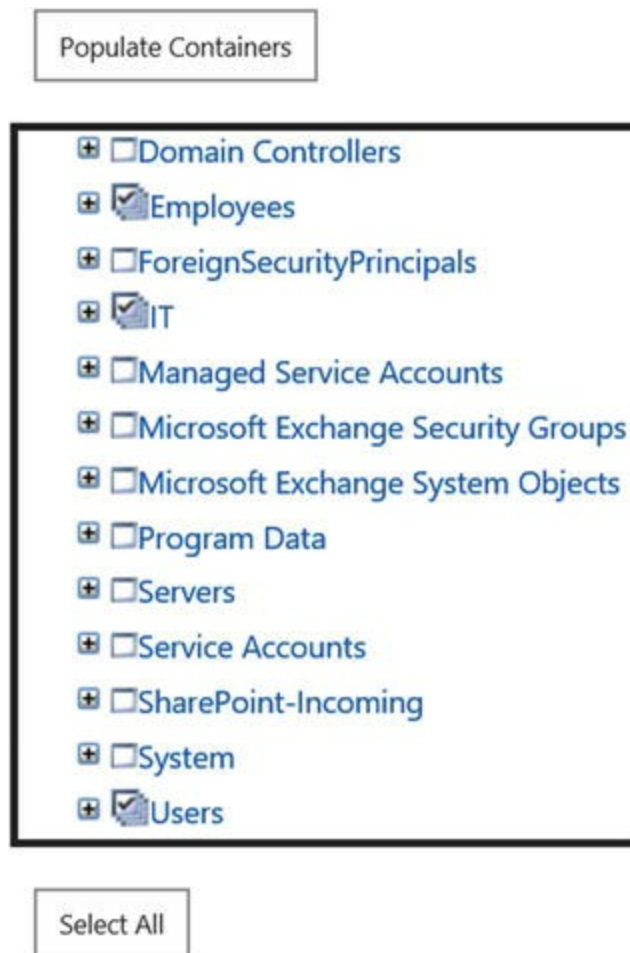 Populate Containers
Domain Controllers
Employees
ForeignSecurityPrincipals
IT
Managed Service Accounts
Microsoft Exchange Security Groups
Microsoft Exchange System Objects
Program Data
Servers
Service Accounts
SharePoint-Incoming
System
Users
Select All